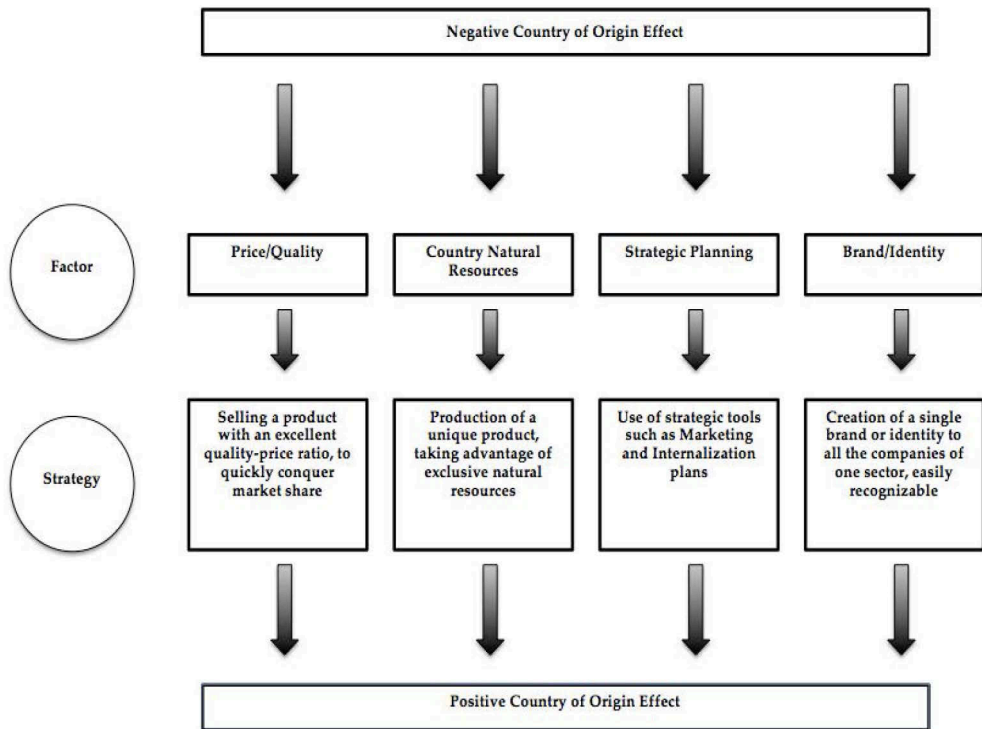 Negative Country of Origin Effect
Factor
Price/Quality
Country Natural
Resources
Strategic Planning
Brand/Identity
Strategy
Selling a product
with an excellent
quality-price ratio, to
quickly conquer
market share
Production of a
unique product,
taking advantage of
exclusive natural
resources
Use of strategic tools
such as Marketing
and Internalization
plans
Creation of a single
brand or identity to
all the companies of
one sector, easily
recognizable
Positive Country of Origin Effect